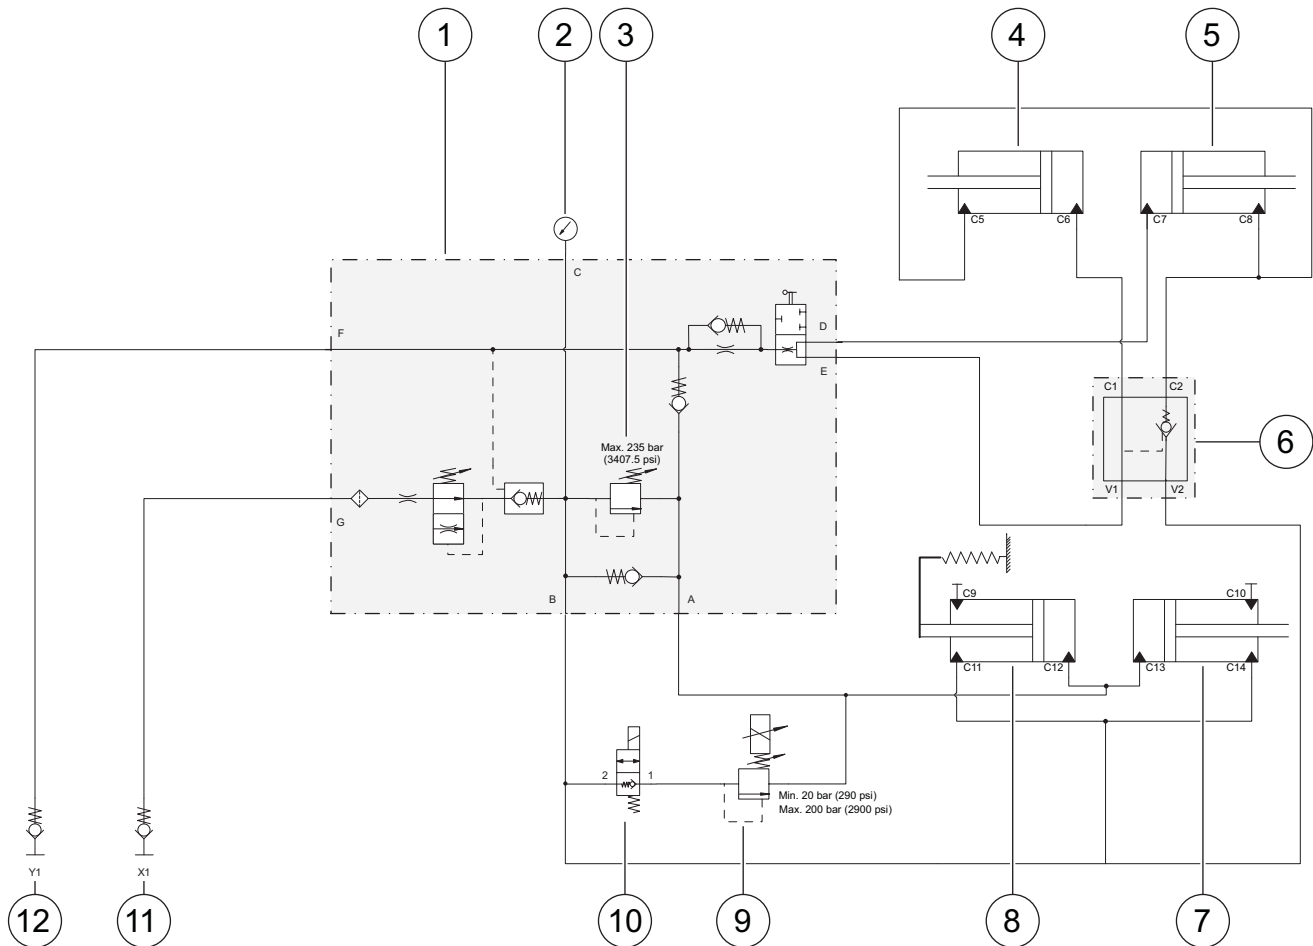 1 2 3 4 5
C5 C6 C7 C8
C
F
D
E
C1 C2
6
Max. 235 bar
(3407.5 psi)
G
V1 V2
B A
C9 C10
C11 C12 C13 C14
2 1
Min. 20 bar (290 psi)
Max. 200 bar (2900 psi)
Y1 X1
12 11 10 9 8 7